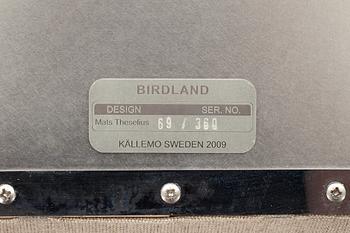 BIRDLAND
DESIGN SER. NO.
Mats Theselius 69 / 360
KÄLLEMO SWEDEN 2009